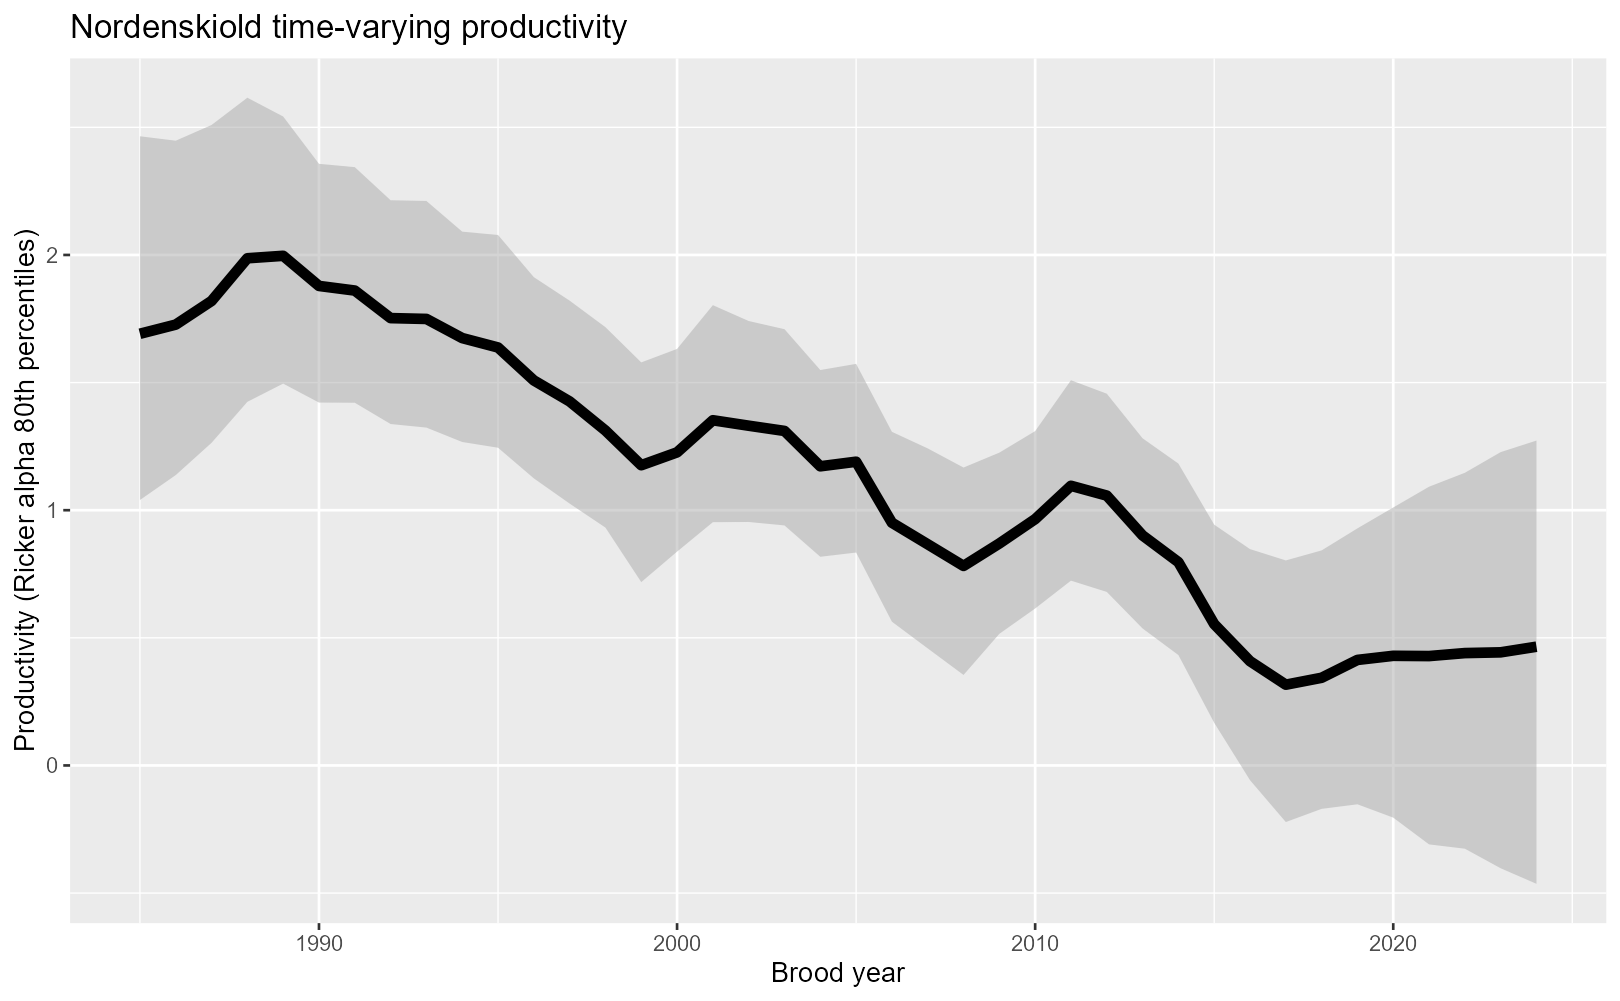 Nordenskiold time-varying productivity
Productivity (Ricker alpha 80th percentiles)
2
1
0
1990
2000
2010
2020
Brood year